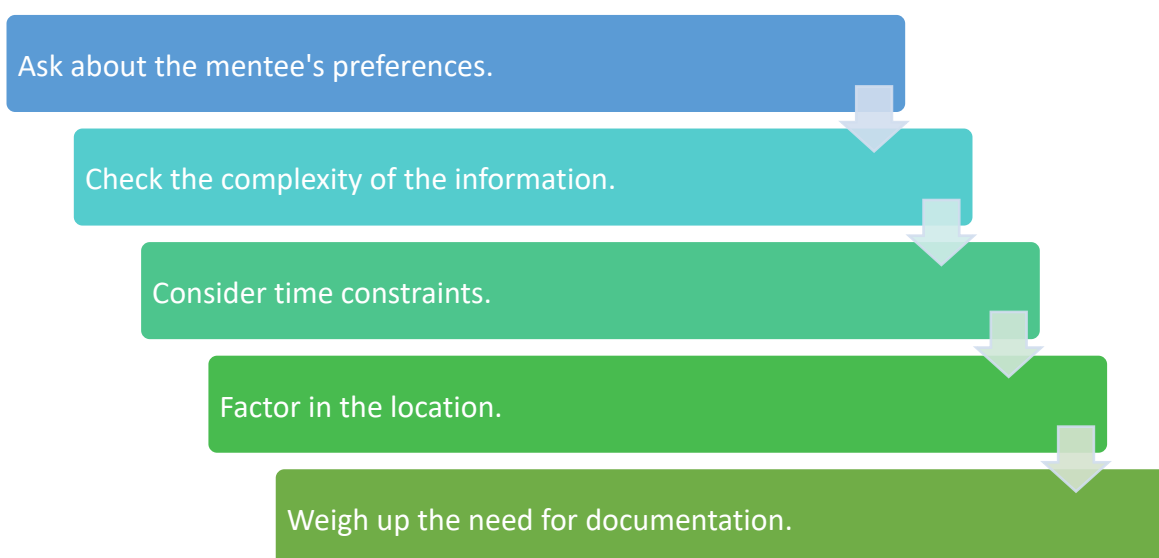 Ask about the mentee's preferences.
Check the complexity of the information.
Consider time constraints.
Factor in the location.
Weigh up the need for documentation.